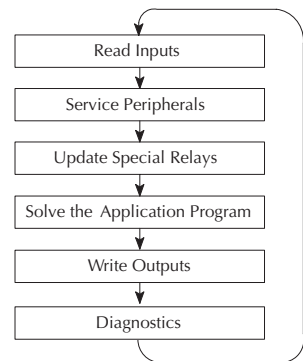 Read Inputs
Service Peripherals
Update Special Relays
Solve the Application Program
Write Outputs
Diagnostics